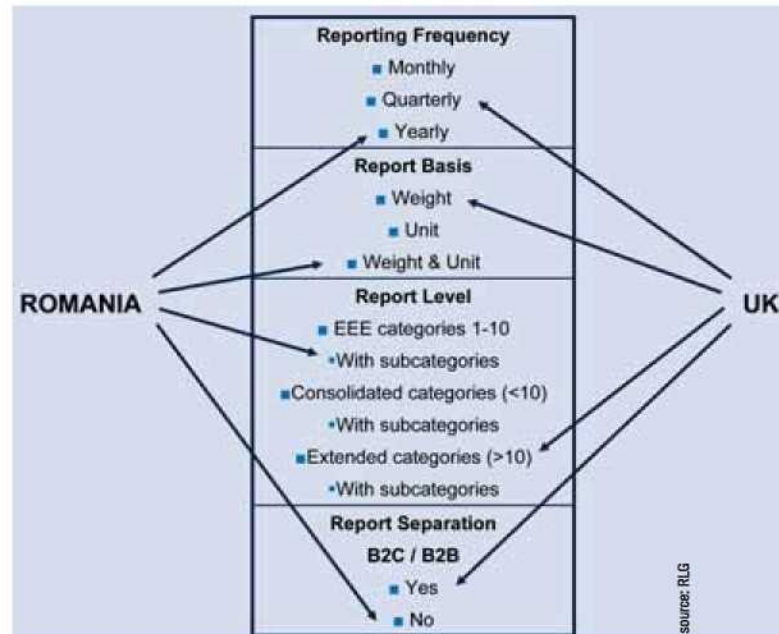 Reporting Frequency
■ Monthly
■ Quarterly
■ Yearly
Report Basis
■ Weight
■ Unit
■ Weight & Unit
ROMANIA
UK
Report Level
■ EEE categories 1-10
▪With subcategories
■Consolidated categories (<10)
▪With subcategories
■Extended categories (>10)
▪With subcategories
Report Separation
B2C / B2B
■ Yes
■ No
source: RLG